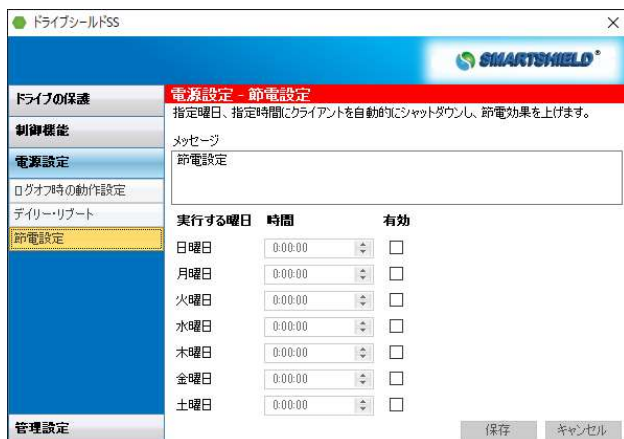 ドライブシールドSS
SMARTSHIELD
ドライブの保護
制御機能
電源設定
ログオフ時の動作設定
デイリー・リブート
節電設定
管理設定
電源設定 - 節電設定
指定曜日、指定時間にクライアントを自動的にシャットダウンし、節電効果を上げます。
メッセージ
節電設定
実行する曜日 時間 有効
日曜日 0:00:00
月曜日 0:00:00
火曜日 0:00:00
水曜日 0:00:00
木曜日 0:00:00
金曜日 0:00:00
土曜日 0:00:00
保存 キャンセル